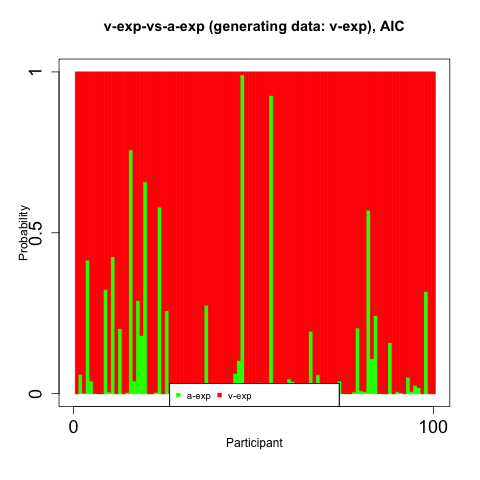 v-exp-vs-a-exp (generating data: v-exp), AIC
1
0.5
0
Probability
a-exp v-exp
0 100
Participant